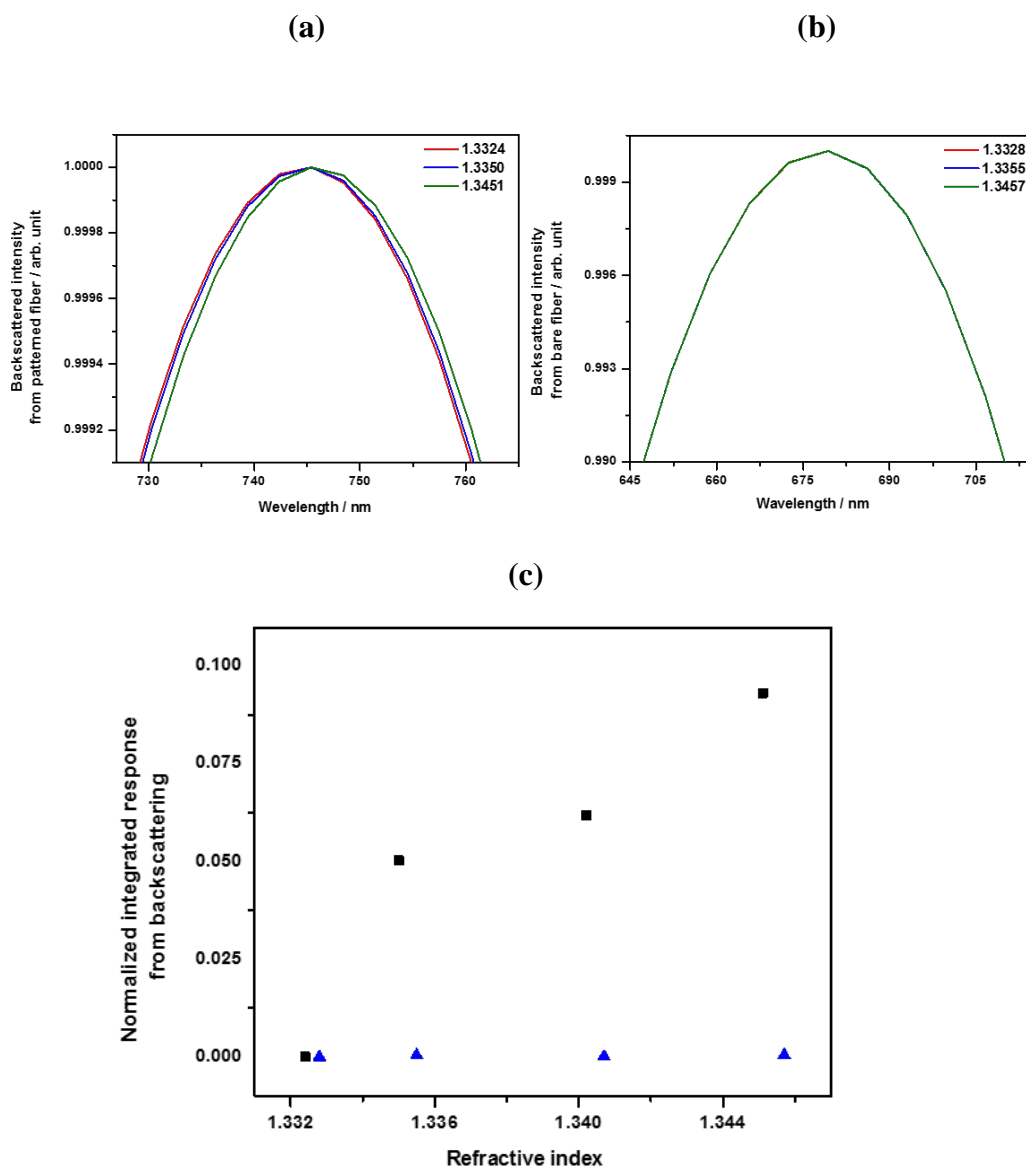 (a)
(b)
Backscattered intensity
from patterned fiber / arb. unit
1.0000
0.9998
0.9996
0.9994
0.9992
730
740
750
760
Wevelength / nm
1.3324
1.3350
1.3451
Backscattered intensity
from bare fiber / arb. unit
0.999
0.996
0.993
0.990
645
660
675
690
705
Wavelength / nm
1.3328
1.3355
1.3457
(c)
Normalized integrated response
from backscattering
0.100
0.075
0.050
0.025
0.000
1.332
1.336
1.340
1.344
Refractive index